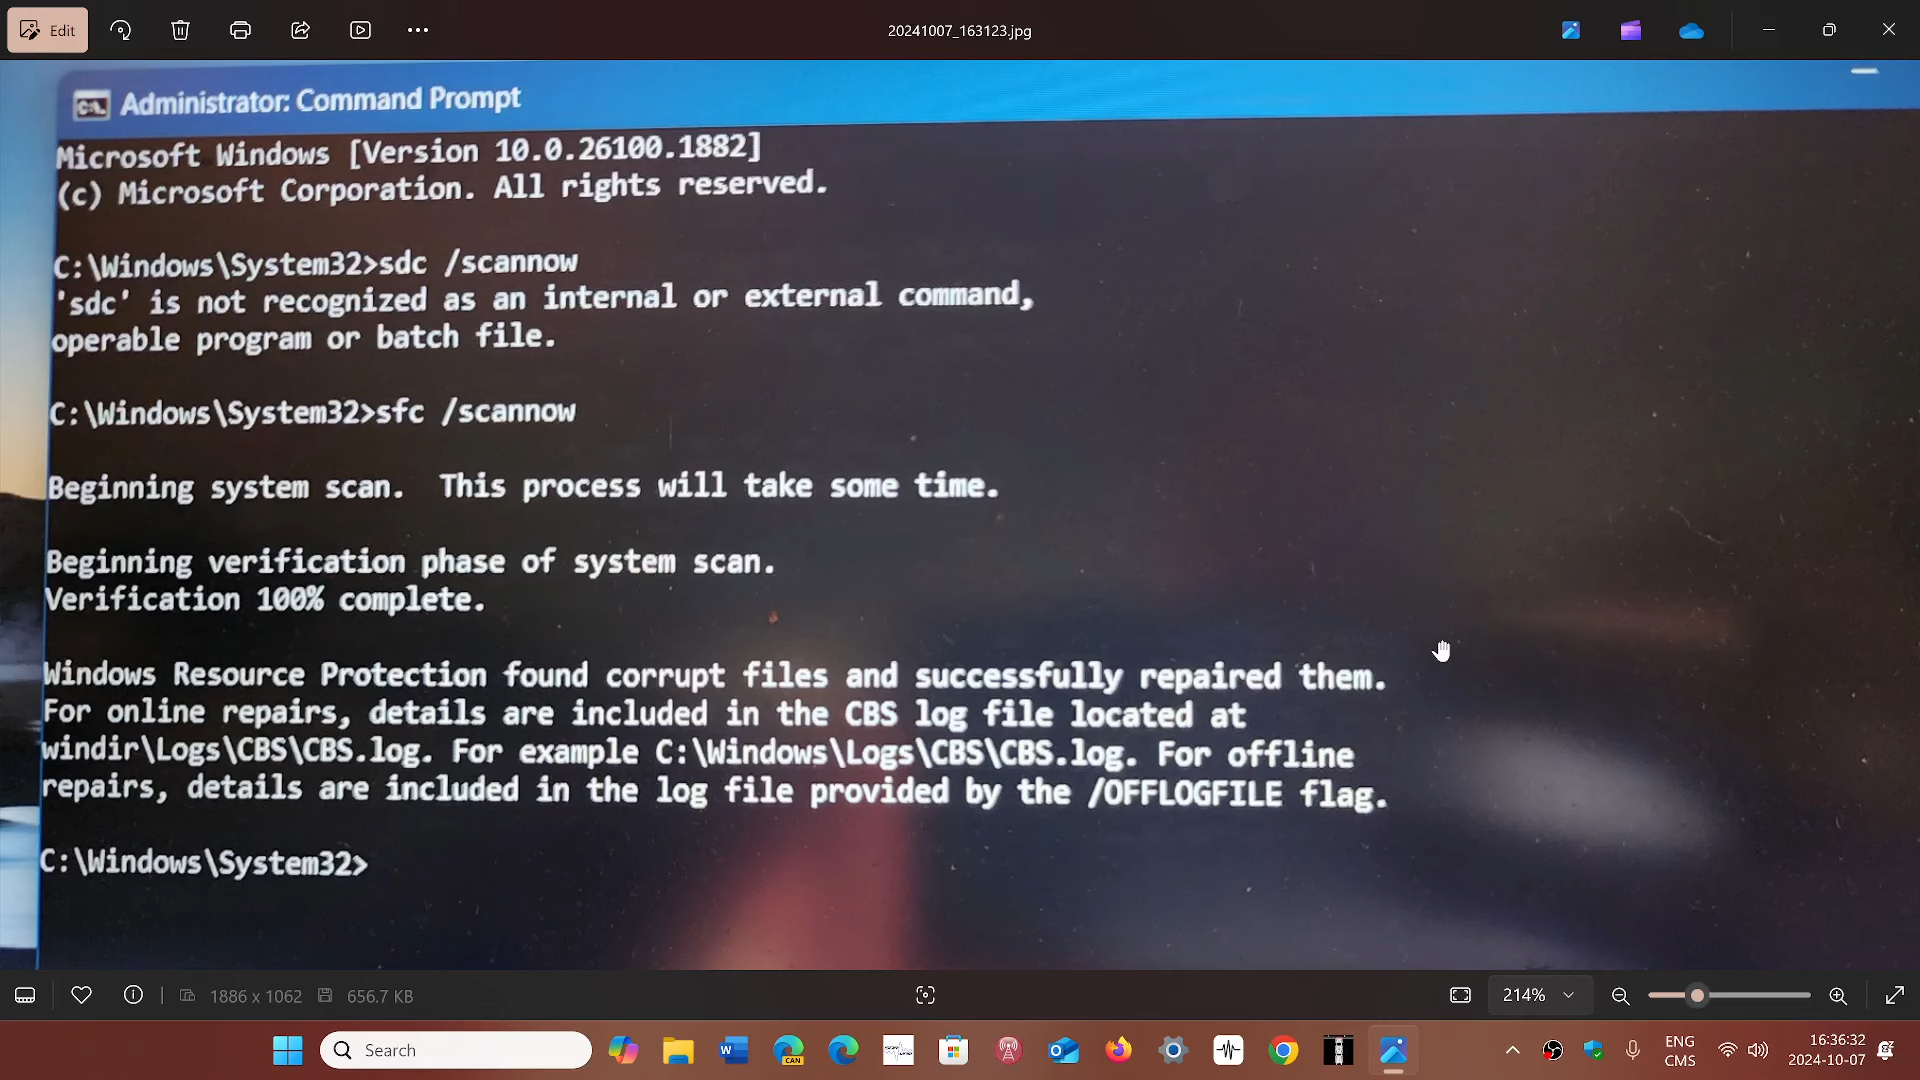 Edit
20241007_163123.jpg
Administrator: Command Prompt
Microsoft Windows [Version 10.0.26100.1882]
(c) Microsoft Corporation. All rights reserved.
C:\Windows\System32>sdc /scannow
'sdc' is not recognized as an internal or external command,
operable program or batch file.
C:\Windows\System32>sfc /scannow
Beginning system scan.  This process will take some time.
Beginning verification phase of system scan.
Verification 100% complete.
Windows Resource Protection found corrupt files and successfully repaired them.
For online repairs, details are included in the CBS log file located at
windir\Logs\CBS\CBS.log. For example C:\Windows\Logs\CBS\CBS.log. For offline
repairs, details are included in the log file provided by the /OFFLOGFILE flag.
C:\Windows\System32>
1886 x 1062
656.7 KB
214%
Search
W
CAN
ENG
CMS
16:36:32
2024-10-07